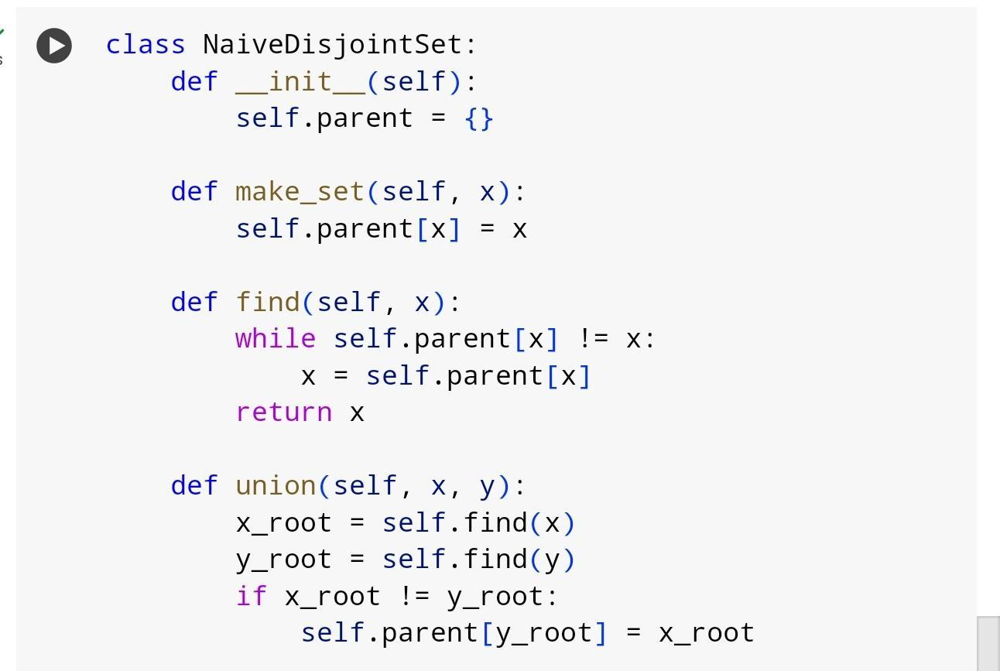 class NaiveDisjointSet:
    def __init__(self):
        self.parent = {}

    def make_set(self, x):
        self.parent[x] = x

    def find(self, x):
        while self.parent[x] != x:
            x = self.parent[x]
        return x

    def union(self, x, y):
        x_root = self.find(x)
        y_root = self.find(y)
        if x_root != y_root:
            self.parent[y_root] = x_root